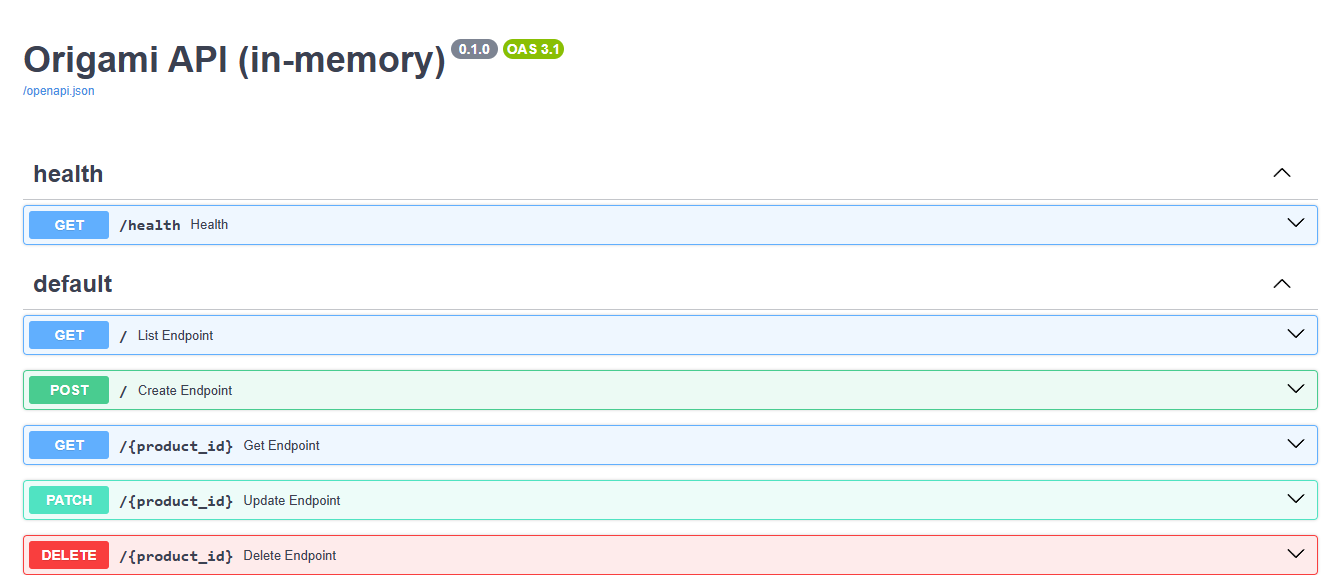 Origami API (in-memory) 0.1.0 OAS 3.1
/openapi.json
health
GET /health Health
default
GET / List Endpoint
POST / Create Endpoint
GET /{product_id} Get Endpoint
PATCH /{product_id} Update Endpoint
DELETE /{product_id} Delete Endpoint